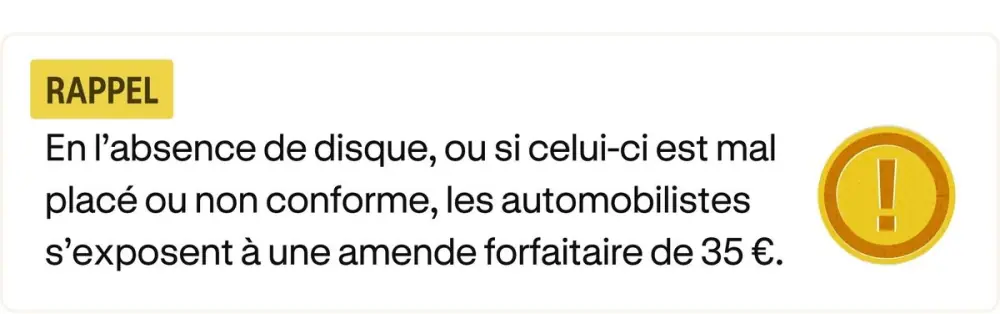 RAPPEL
En l’absence de disque, ou si celui-ci est mal
placé ou non conforme, les automobilistes
s’exposent à une amende forfaitaire de 35 €.